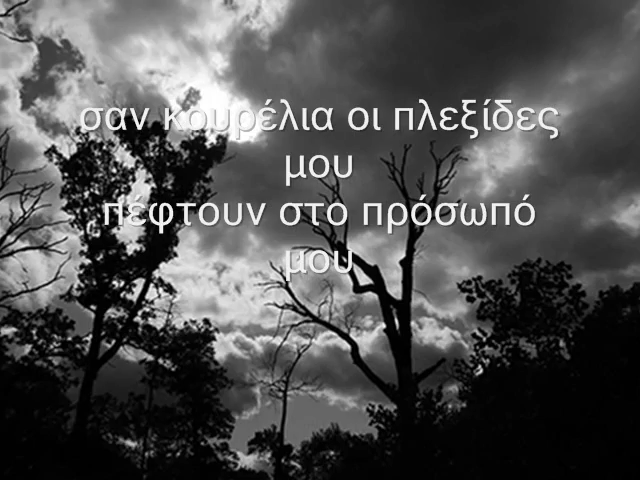 σαν κουρέλια οι πλεξίδες
μου
πέφτουν στο πρόσωπό
μου